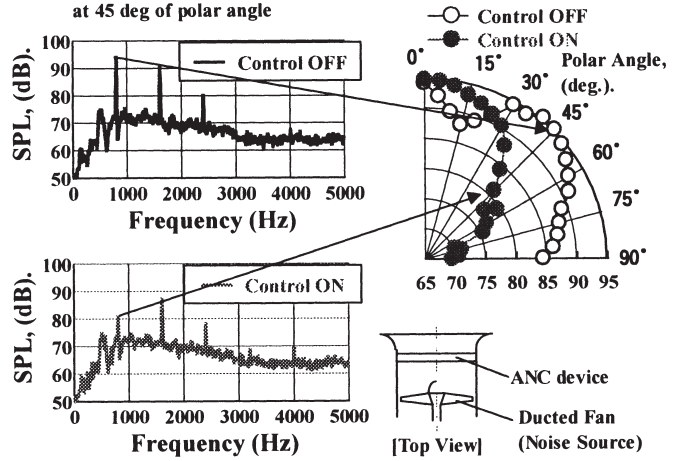 at 45 deg of polar angle
SPL, (dB).
100
90
80
70
60
50
0 1000 2000 3000 4000 5000
Frequency (Hz)
Control OFF
Control OFF
Control ON
Polar Angle, (deg.).
0°
15°
30°
45°
60°
75°
90°
65 70 75 80 85 90 95
SPL, (dB).
100
90
80
70
60
50
0 1000 2000 3000 4000 5000
Frequency (Hz)
Control ON
ANC device
Ducted Fan
(Noise Source)
[Top View]